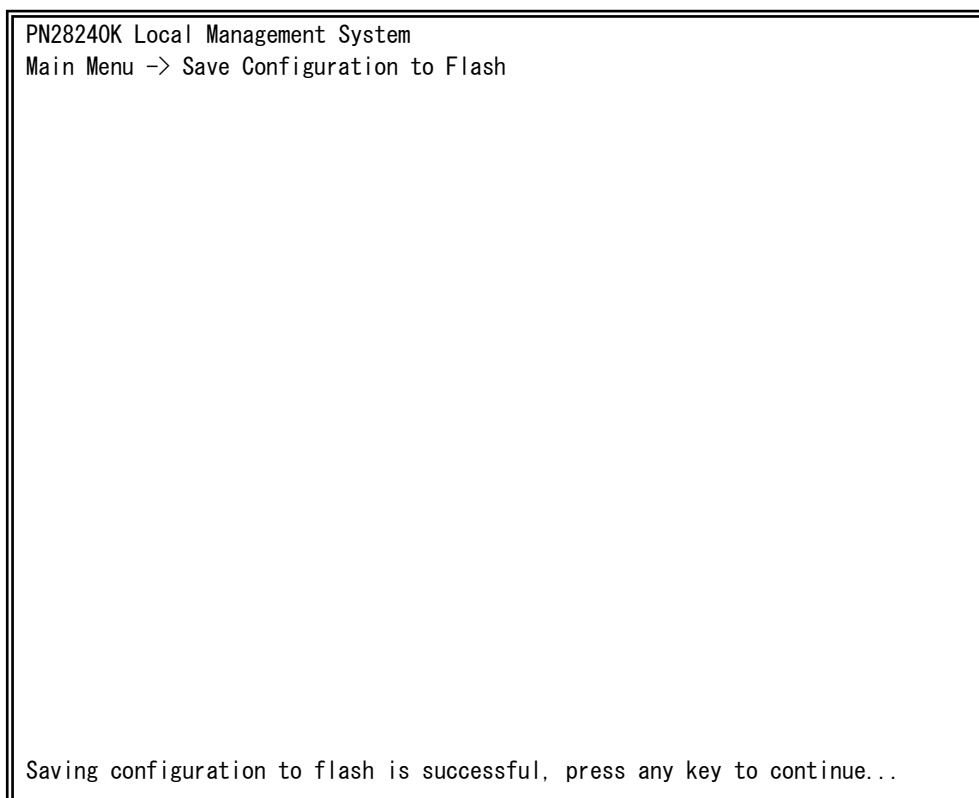 PN28240K Local Management System
Main Menu -> Save Configuration to Flash
Saving configuration to flash is successful, press any key to continue...